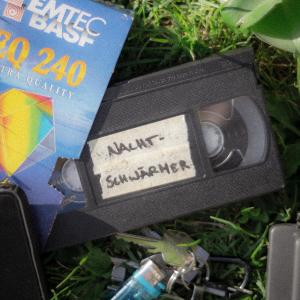 EMTEC
BASF
EQ 240
EXTRA QUALITY
NACHT-
SCHWÄRMER